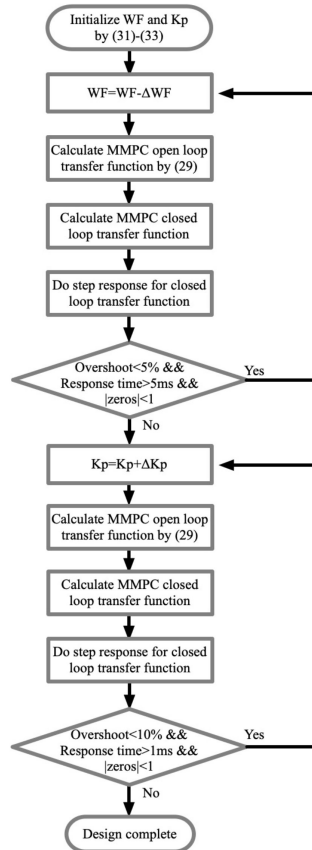 Initialize WF and Kp
by (31)-(33)
WF=WF-ΔWF
Calculate MMPC open loop
transfer function by (29)
Calculate MMPC closed
loop transfer function
Do step response for closed
loop transfer function
Overshoot<5% &&
Response time>5ms &&
|zeros|<1
Yes
No
Kp=Kp+ΔKp
Calculate MMPC open loop
transfer function by (29)
Calculate MMPC closed
loop transfer function
Do step response for closed
loop transfer function
Overshoot<10% &&
Response time>1ms &&
|zeros|<1
Yes
No
Design complete